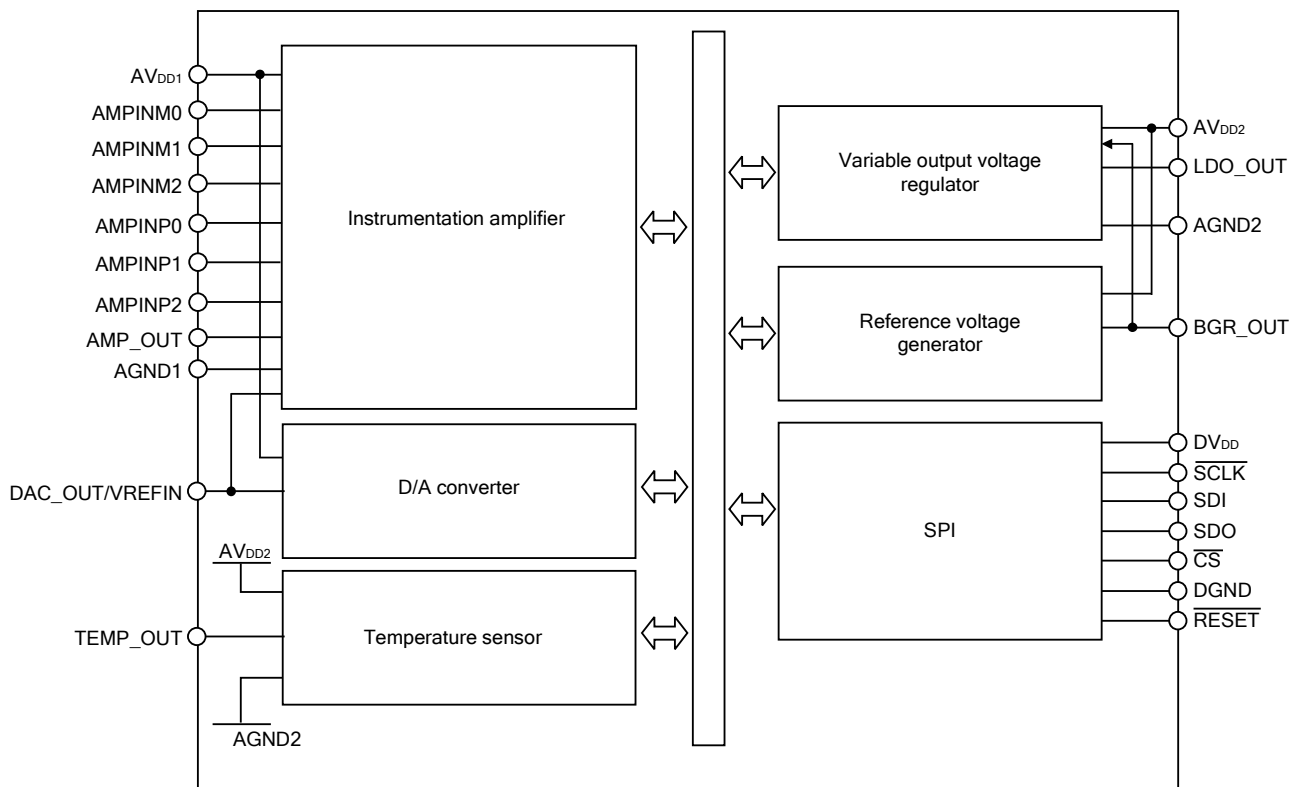 AVDD1
AMPINM0
AMPINM1
AMPINM2
AMPINP0
AMPINP1
AMPINP2
AMP_OUT
AGND1
DAC_OUT/VREFIN
AVDD2
TEMP_OUT
AGND2
Instrumentation amplifier
D/A converter
Temperature sensor
Variable output voltage
regulator
Reference voltage
generator
SPI
AVDD2
LDO_OUT
AGND2
BGR_OUT
DVDD
SCLK
SDI
SDO
CS
DGND
RESET